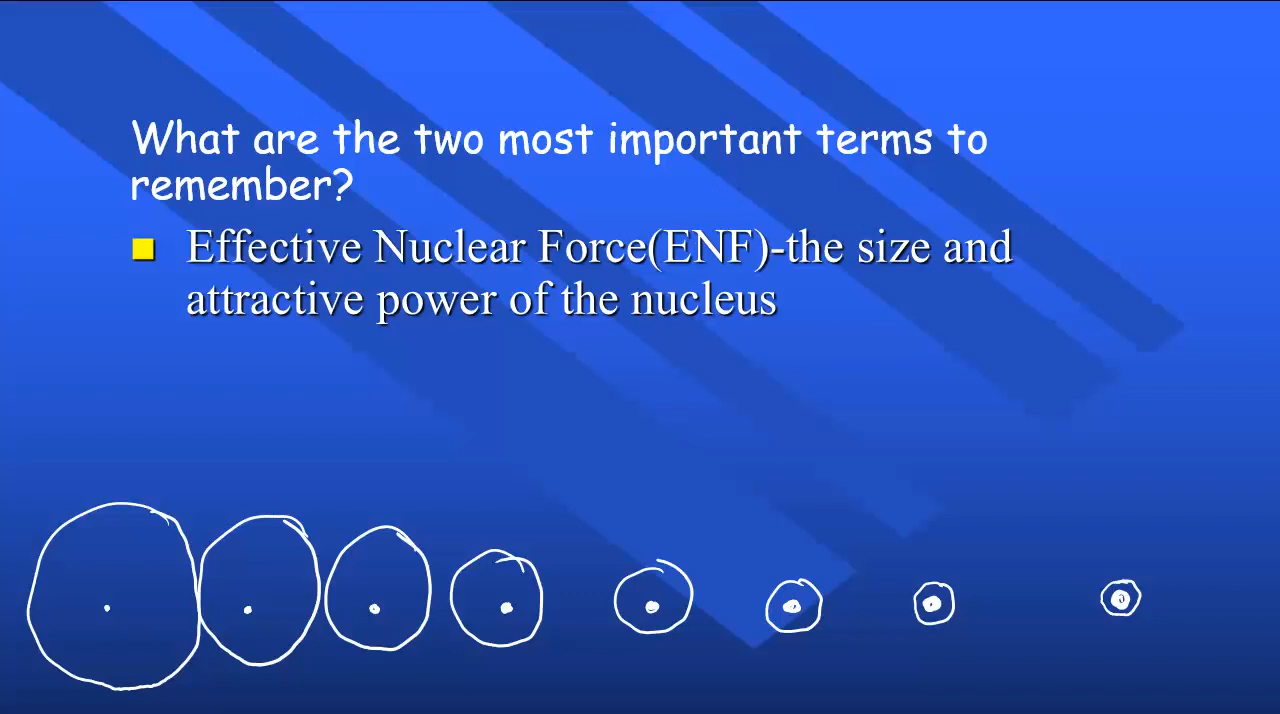 What are the two most important terms to
remember?
Effective Nuclear Force(ENF)-the size and
attractive power of the nucleus